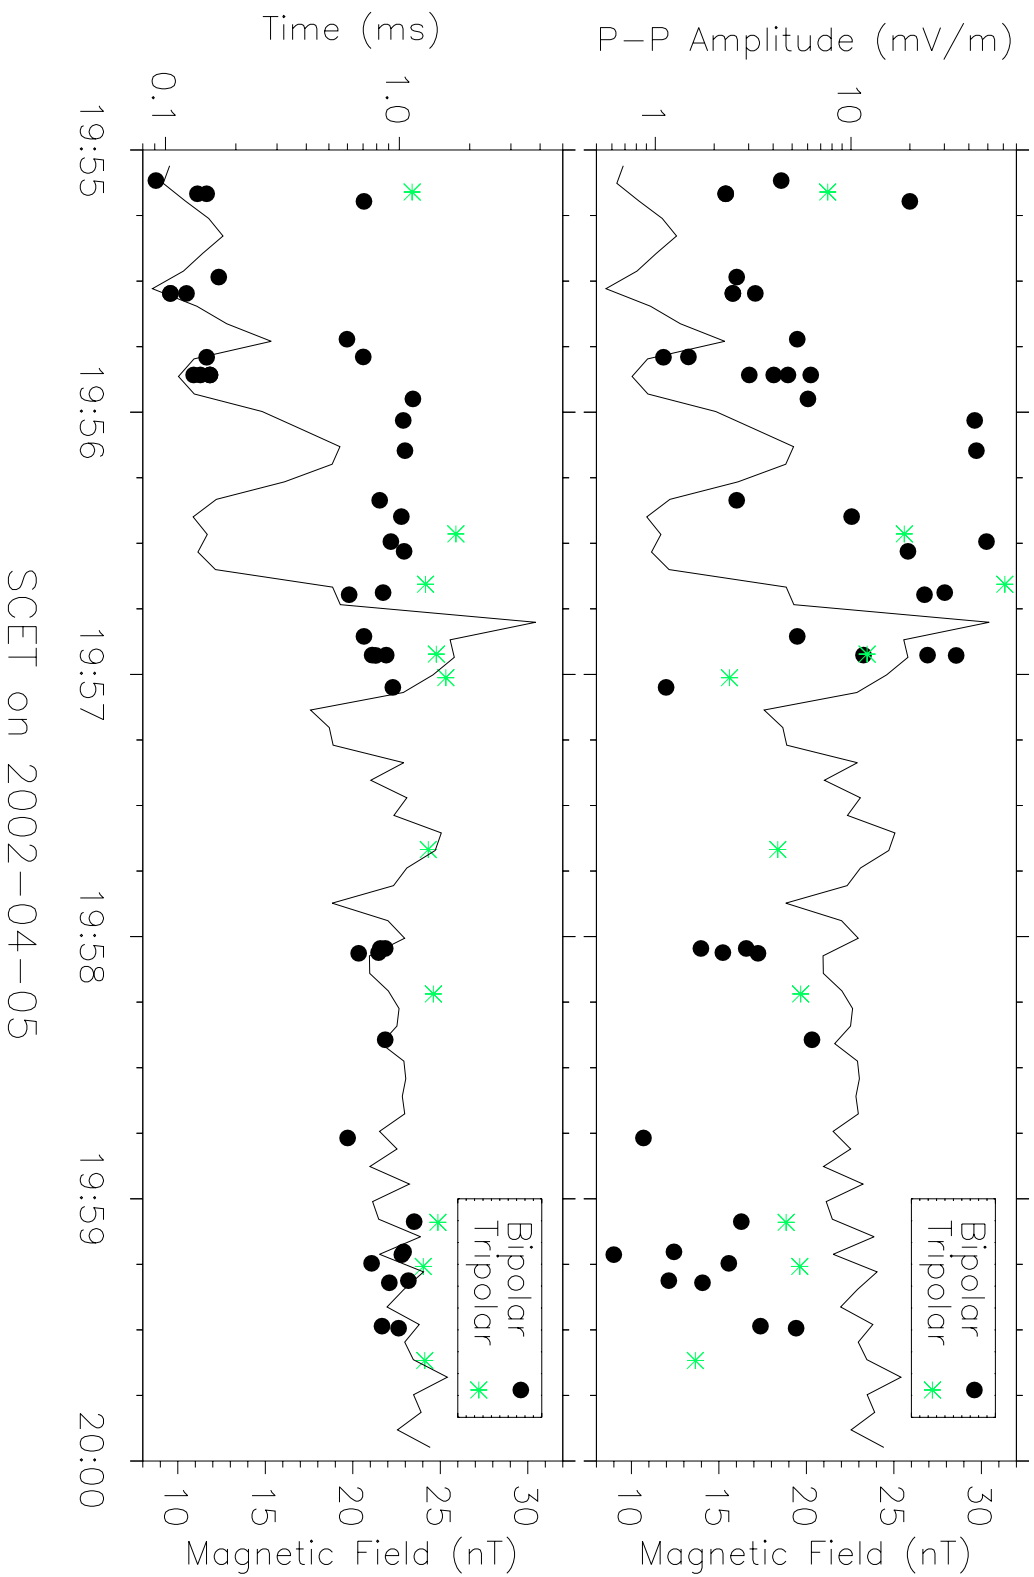 P-P Amplitude (mV/m)
10
1
Bipolar
Tripolar
30
25
20
15
10
Magnetic Field (nT)
Time (ms)
1.0
0.1
Bipolar
Tripolar
30
25
20
15
10
Magnetic Field (nT)
19:55
19:56
19:57
19:58
19:59
20:00
SCET on 2002-04-05